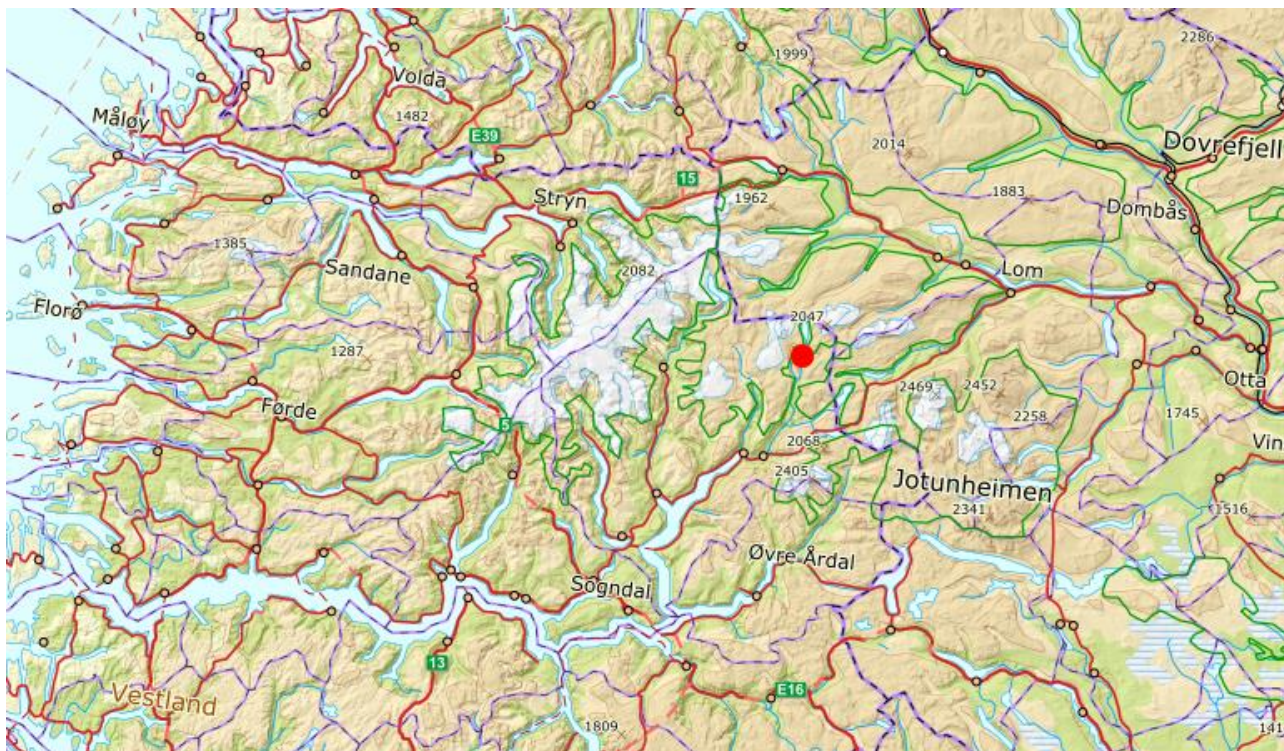 1999
2286
Volda
Måløy
1482
E39
2014
Dovrefjell
15
Stryn
1962
1883
Dombås
1385
Sandane
2082
Lom
Florø
2047
1287
2469
2452
Otta
Førde
2258
1745
5
2068
Vin
2405
Jotunheimen
2341
1516
Øvre Årdal
Sogndal
13
E16
Vestland
1809
141